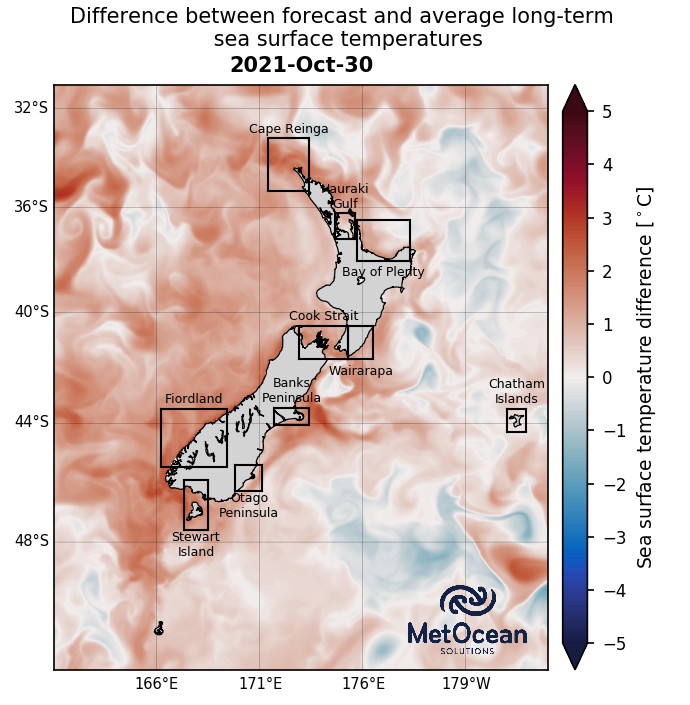 Difference between forecast and average long-term
sea surface temperatures
2021-Oct-30
32°S
36°S
40°S
44°S
48°S
166°E
171°E
176°E
179°W
Cape Reinga
Hauraki
Gulf
Bay of Plenty
Cook Strait
Wairarapa
Banks
Peninsula
Fiordland
Chatham
Islands
Otago
Peninsula
Stewart
Island
MetOcean
SOLUTIONS
5
4
3
2
1
0
−1
−2
−3
−4
−5
Sea surface temperature difference [°C]